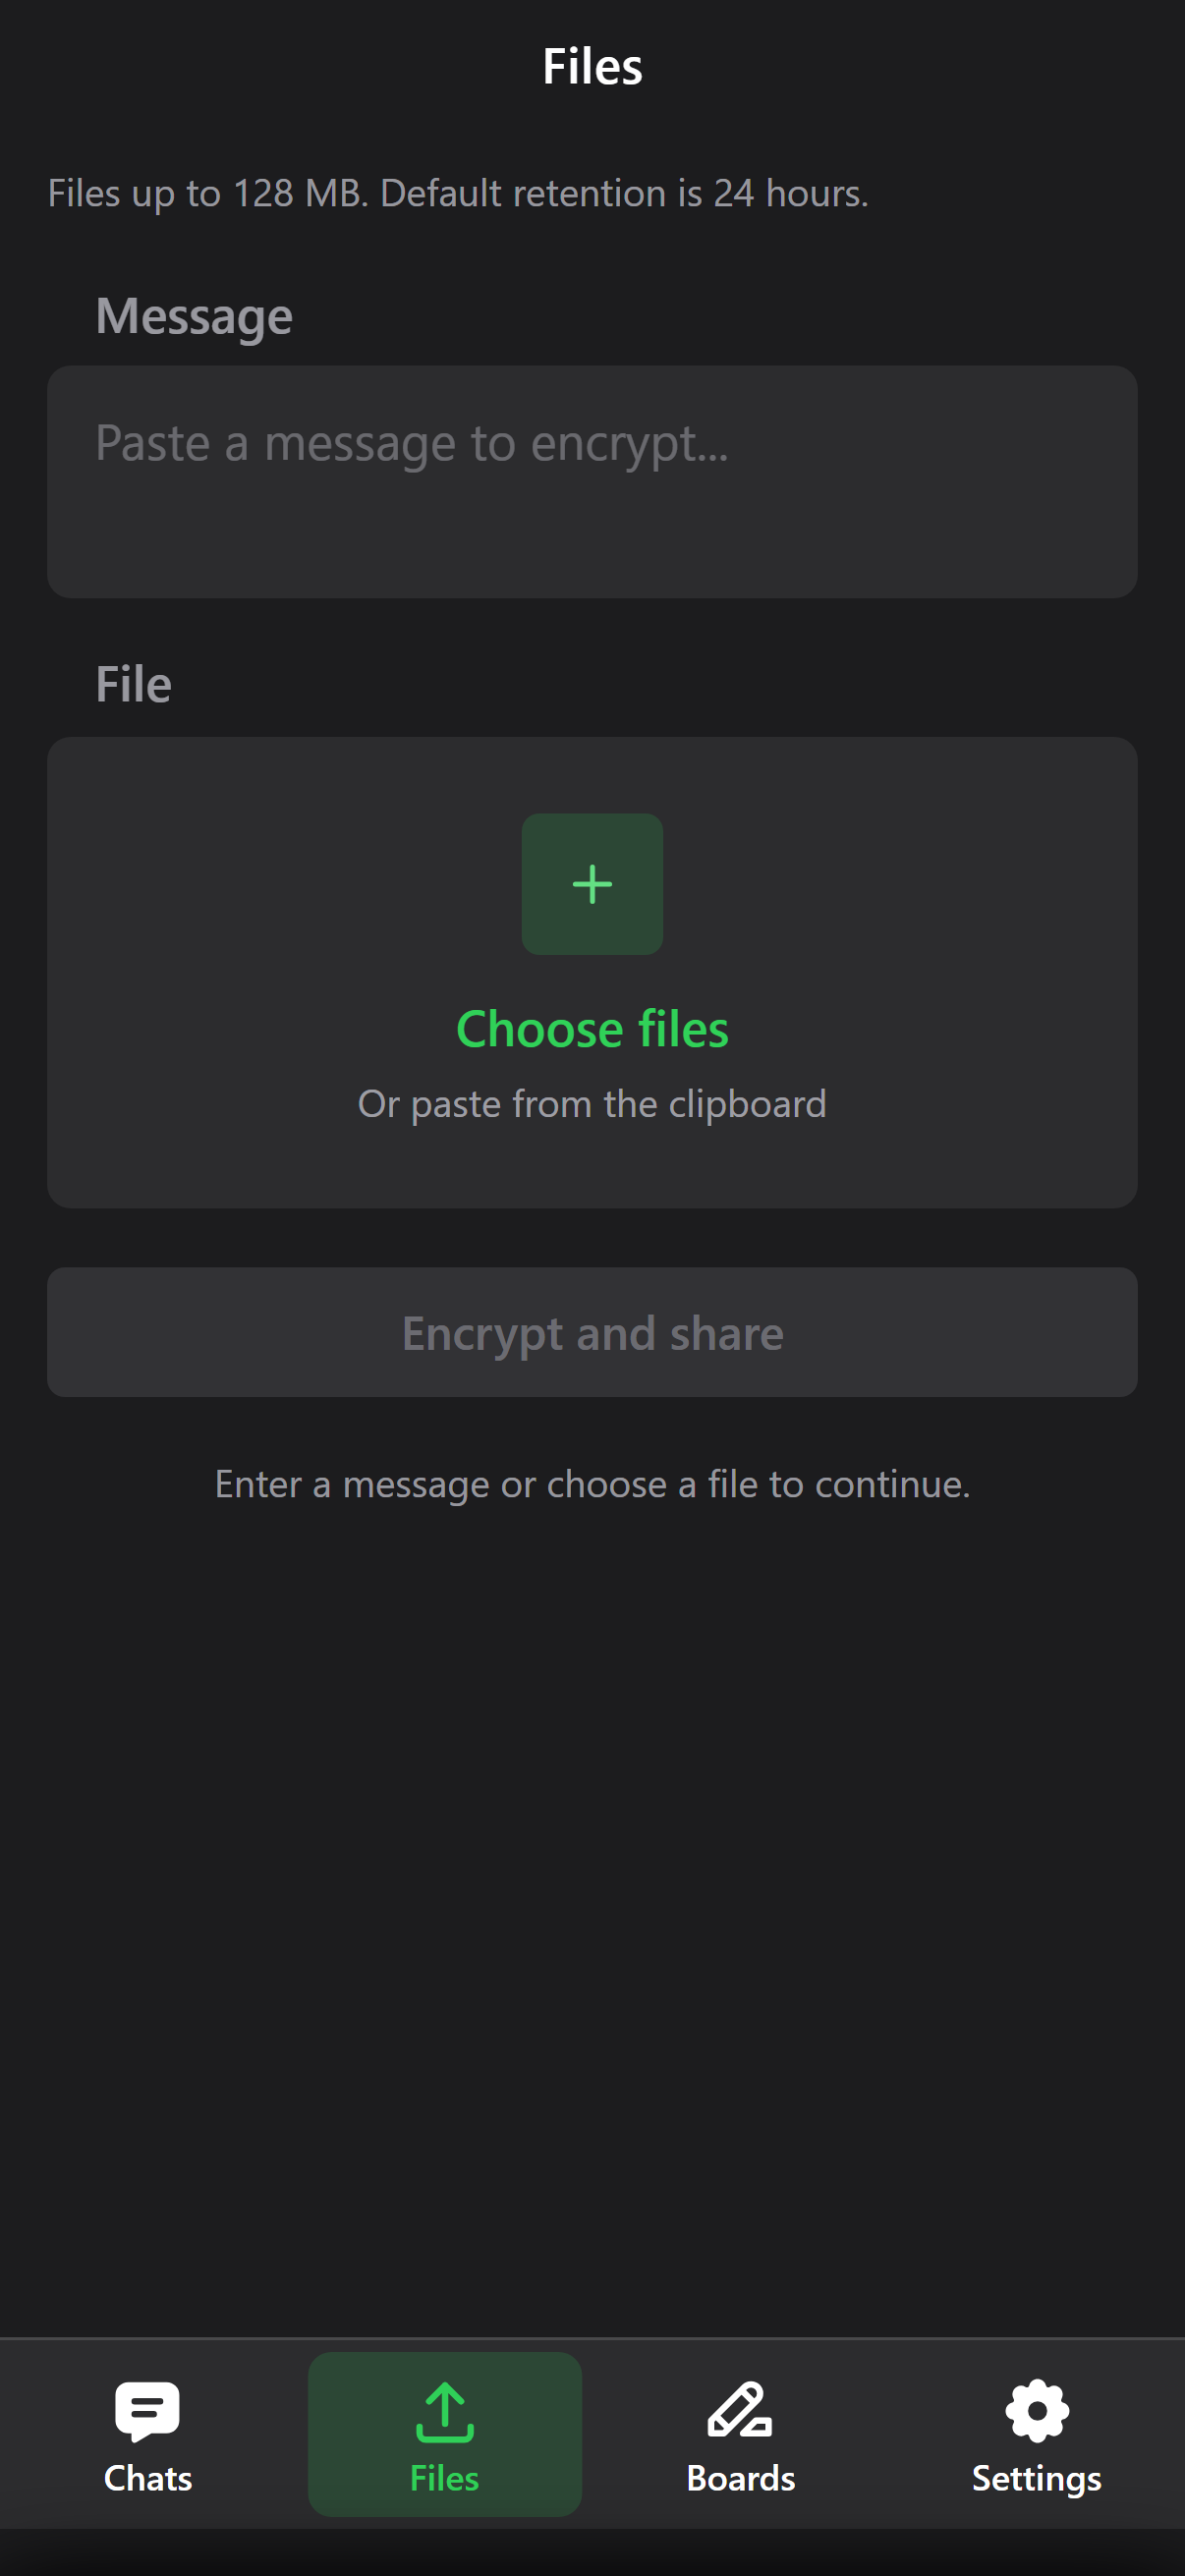 Files
Files up to 128 MB. Default retention is 24 hours.
Message
Paste a message to encrypt...
File
Choose files
Or paste from the clipboard
Encrypt and share
Enter a message or choose a file to continue.
Chats
Files
Boards
Settings